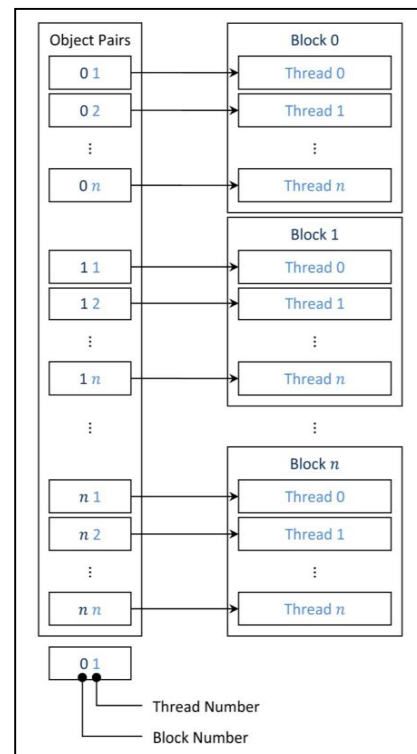 Object Pairs
Block 0
0 1
Thread 0
0 2
Thread 1
⋮
⋮
0 n
Thread n
Block 1
1 1
Thread 0
1 2
Thread 1
⋮
⋮
1 n
Thread n
⋮
⋮
Block n
n 1
Thread 0
n 2
Thread 1
⋮
⋮
n n
Thread n
0 1
Thread Number
Block Number